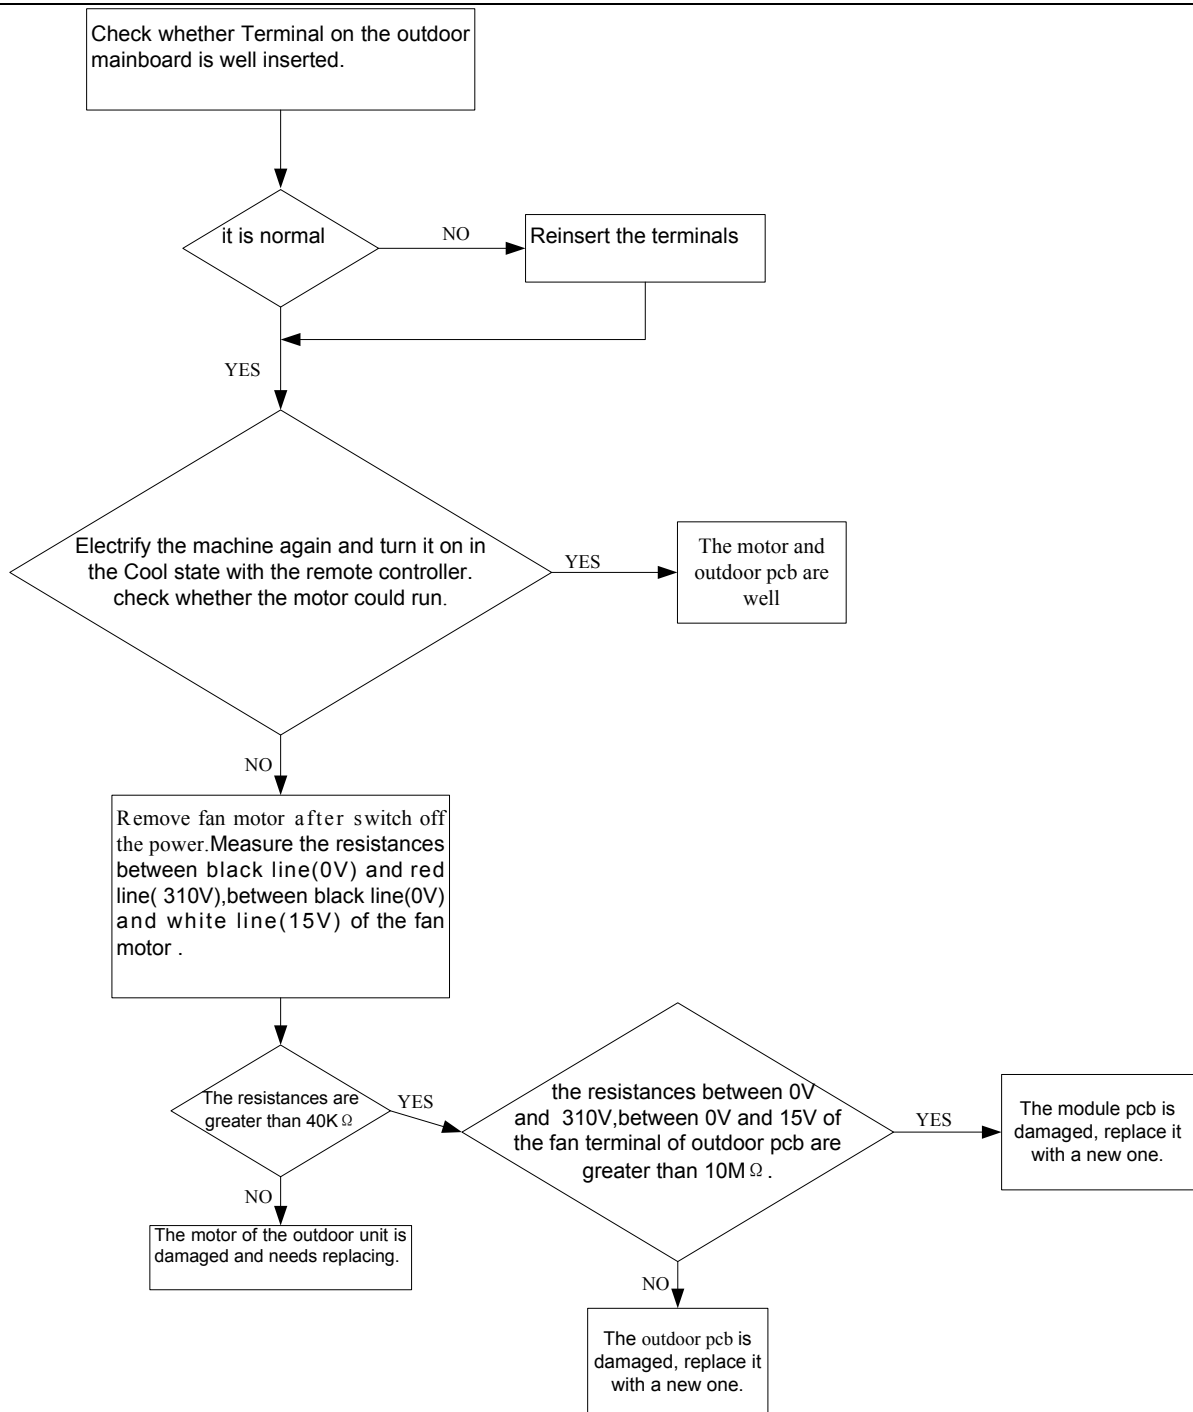 Check whether Terminal on the outdoor
mainboard is well inserted.
it is normal
NO
Reinsert the terminals
YES
Electrify the machine again and turn it on in
the Cool state with the remote controller.
check whether the motor could run.
YES
The motor and
outdoor pcb are
well
NO
Remove fan motor after switch off
the power.Measure the resistances
between black line(0V) and red
line( 310V),between black line(0V)
and white line(15V) of the fan
motor .
The resistances are
greater than 40KΩ
YES
the resistances between 0V
and 310V,between 0V and 15V of
the fan terminal of outdoor pcb are
greater than 10MΩ.
YES
The module pcb is
damaged, replace it
with a new one.
NO
The motor of the outdoor unit is
damaged and needs replacing.
NO
The outdoor pcb is
damaged, replace it
with a new one.